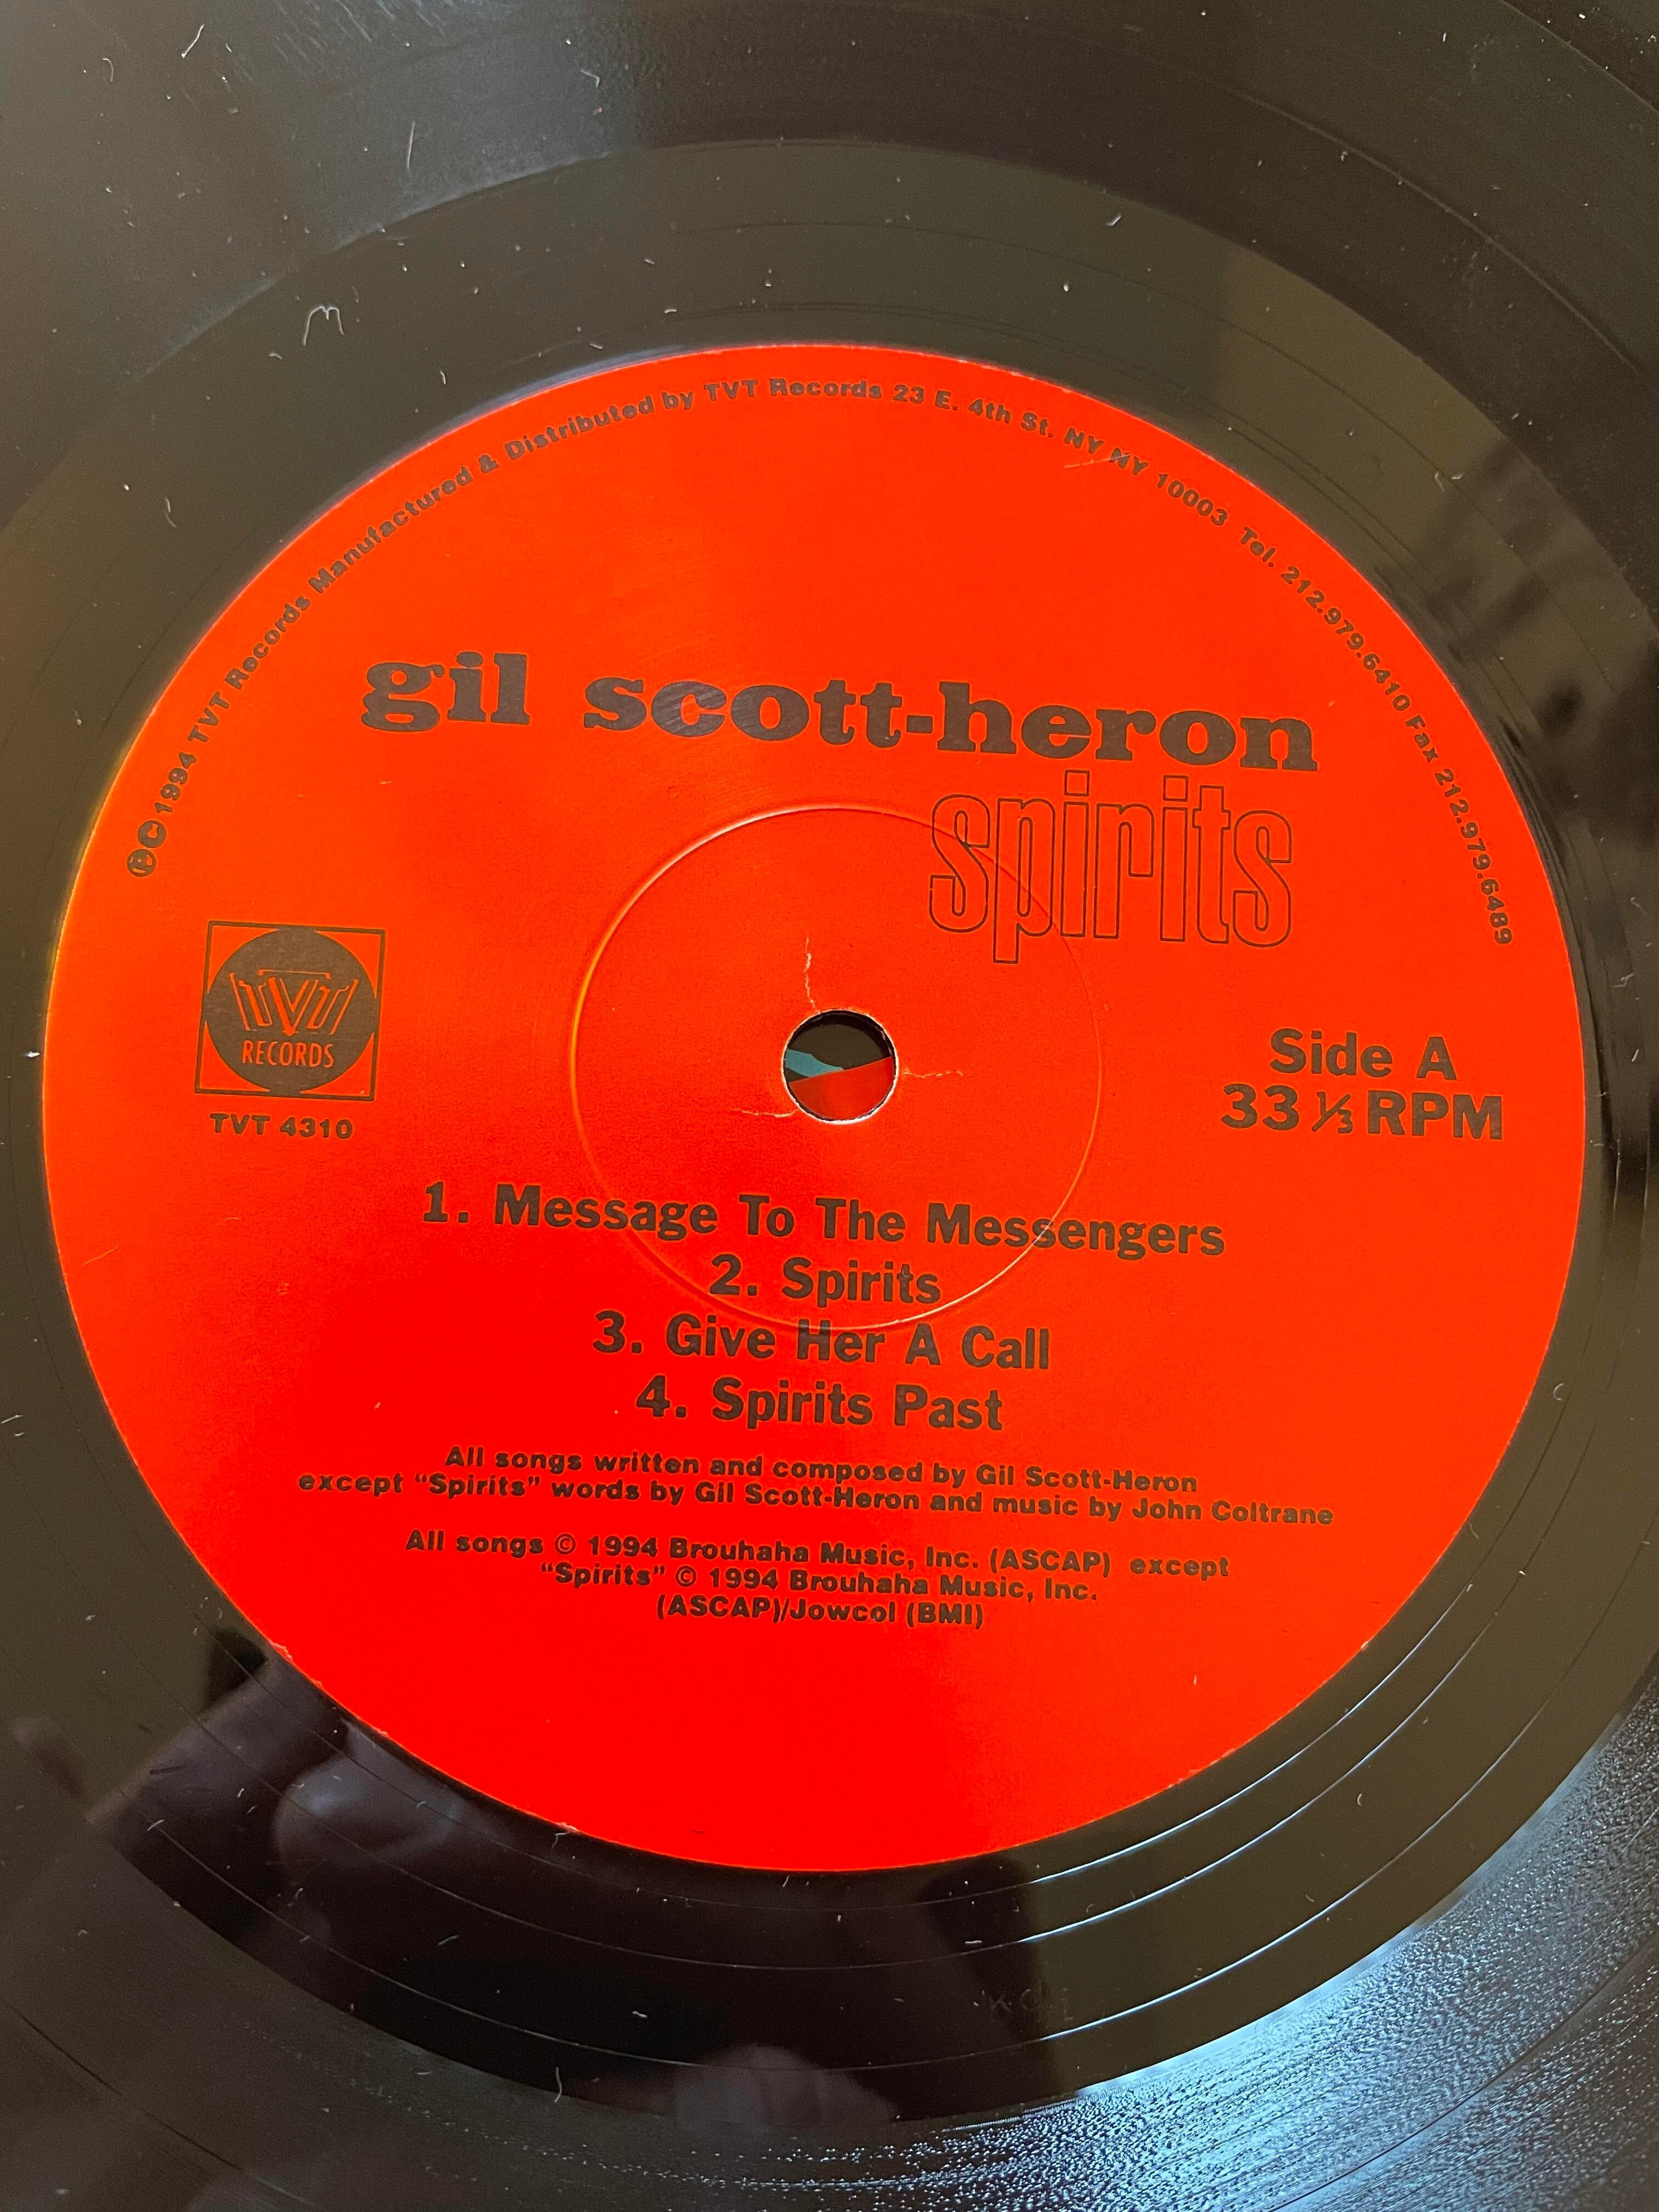 ℗© 1994 TVT Records Manufactured & Distributed by TVT Records 23 E. 4th St. NY NY 10003 Tel. 212.979.6410 Fax 212.979.6489
gil scott-heron
spirits
TVT
RECORDS
TVT 4310
Side A
33 ⅓ RPM
1. Message To The Messengers
2. Spirits
3. Give Her A Call
4. Spirits Past
All songs written and composed by Gil Scott-Heron
except “Spirits” words by Gil Scott-Heron and music by John Coltrane
All songs © 1994 Brouhaha Music, Inc. (ASCAP) except
“Spirits” © 1994 Brouhaha Music, Inc.
(ASCAP)/Jowcol (BMI)